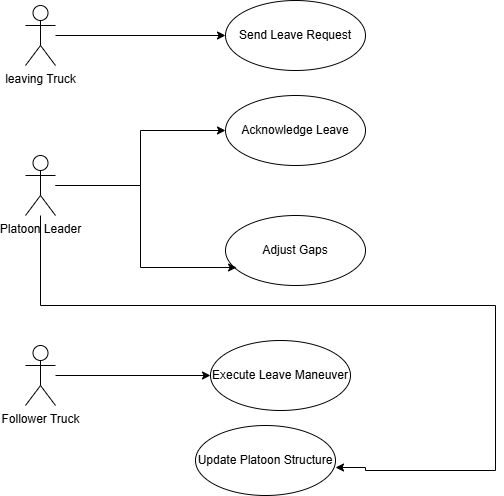 Send Leave Request
leaving Truck
Acknowledge Leave
Platoon Leader
Adjust Gaps
Execute Leave Maneuver
Follower Truck
Update Platoon Structure